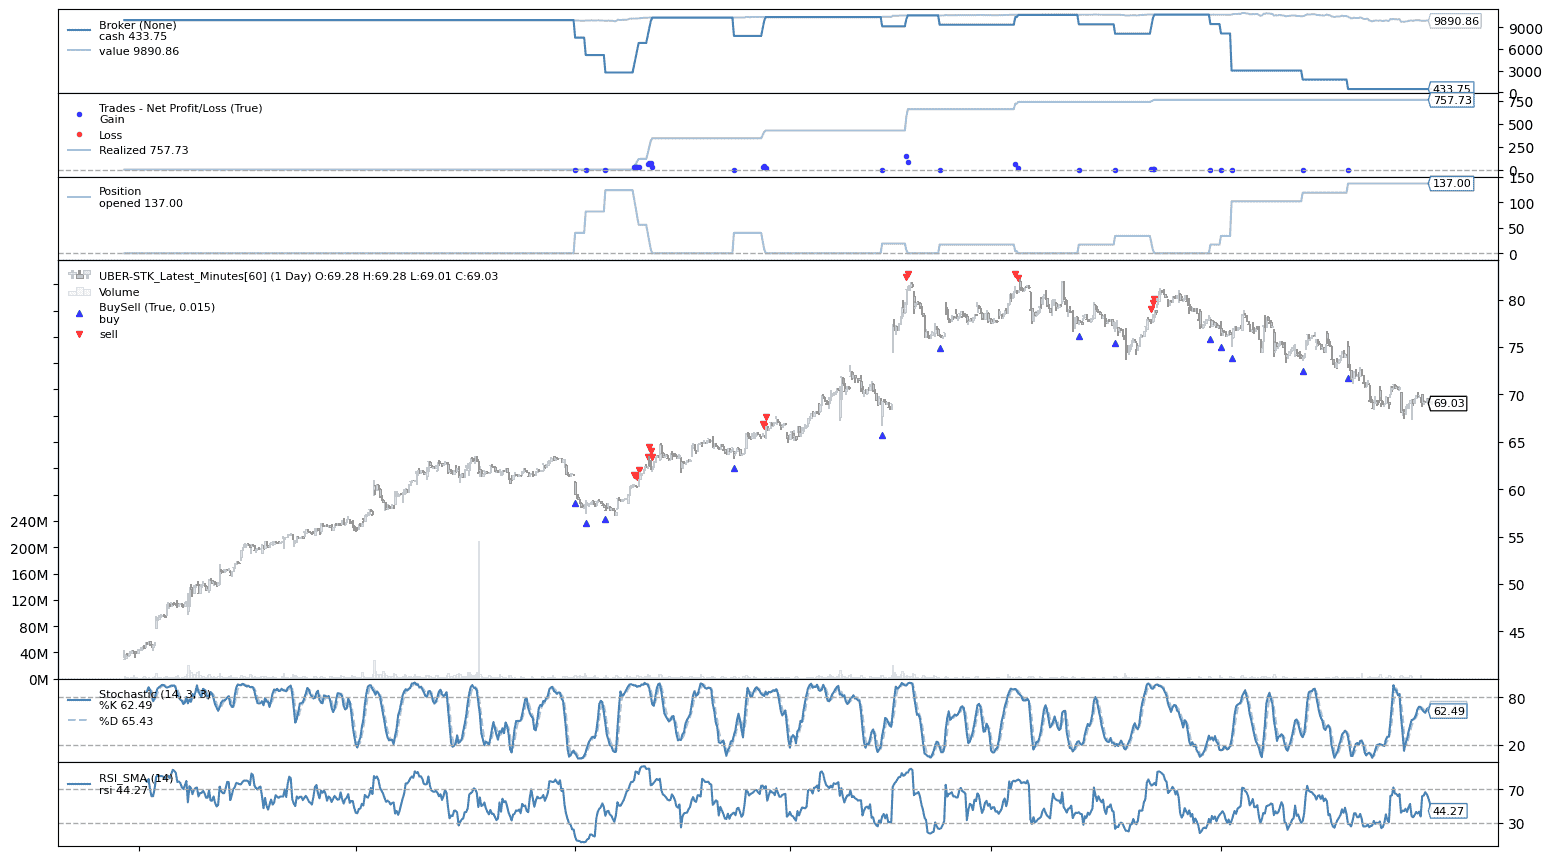 Broker (None)
cash 433.75
value 9890.86
9890.86
9000
6000
3000
433.75
0
Trades - Net Profit/Loss (True)
Gain
Loss
Realized 757.73
757.73
750
500
250
0
Position
opened 137.00
150
137.00
100
50
0
UBER-STK_Latest_Minutes[60] (1 Day) O:69.28 H:69.28 L:69.01 C:69.03
Volume
BuySell (True, 0.015)
buy
sell
80
75
70
69.03
65
60
55
50
45
240M
200M
160M
120M
80M
40M
0M
Stochastic (14, 3, 3)
%K 62.49
%D 65.43
80
62.49
20
RSI_SMA (14)
rsi 44.27
70
44.27
30